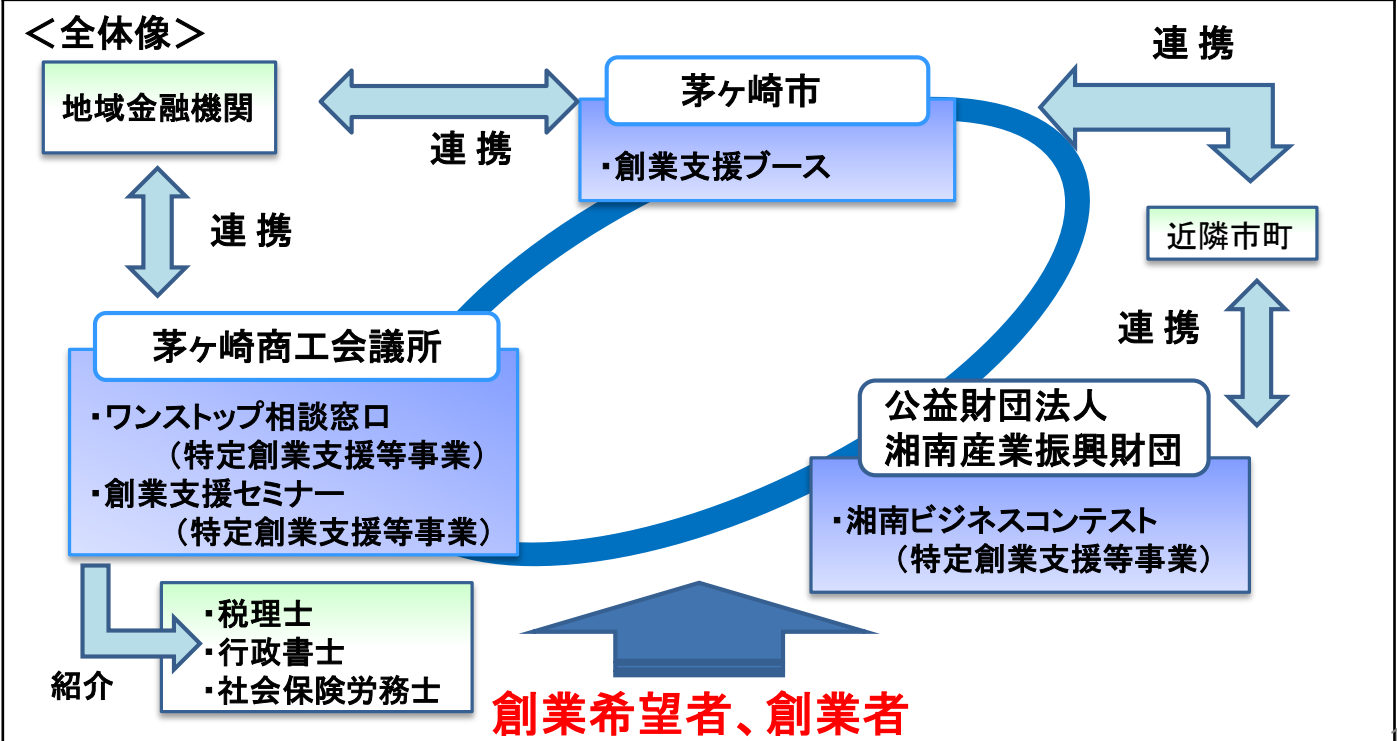 ＜全体像＞
連 携
地域金融機関
茅ヶ崎市
連 携
・創業支援ブース
連 携
近隣市町
連 携
茅ヶ崎商工会議所
・ワンストップ相談窓口
（特定創業支援等事業）
・創業支援セミナー
（特定創業支援等事業）
公益財団法人
湘南産業振興財団
・湘南ビジネスコンテスト
（特定創業支援等事業）
・税理士
・行政書士
・社会保険労務士
紹介
創業希望者、創業者